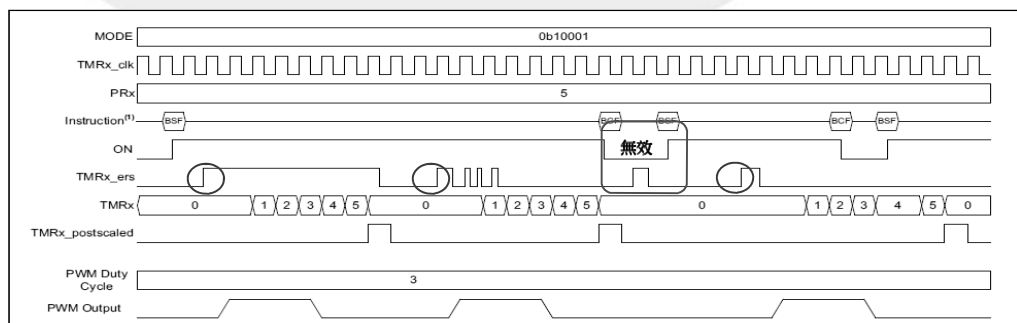 MODE 0b10001
TMRx_clk
PRx 5
Instruction(1) BSF BCF BSF BCF BSF
ON 無效
TMRx_ers
TMRx 0 1 2 3 4 5 0 1 2 3 4 5 0 1 2 3 4 5 0
TMRx_postscaled
PWM Duty
Cycle 3
PWM Output